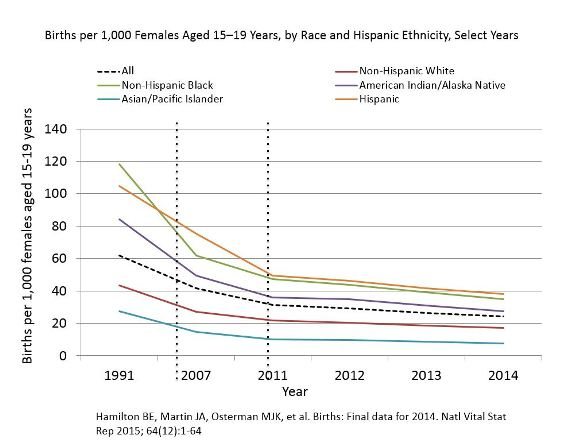 Births per 1,000 Females Aged 15–19 Years, by Race and Hispanic Ethnicity, Select Years
All
Non-Hispanic White
Non-Hispanic Black
American Indian/Alaska Native
Asian/Pacific Islander
Hispanic
Births per 1,000 females aged 15-19 years
140
120
100
80
60
40
20
0
1991 2007 2011 2012 2013 2014
Year
Hamilton BE, Martin JA, Osterman MJK, et al. Births: Final data for 2014. Natl Vital Stat
Rep 2015; 64(12):1-64